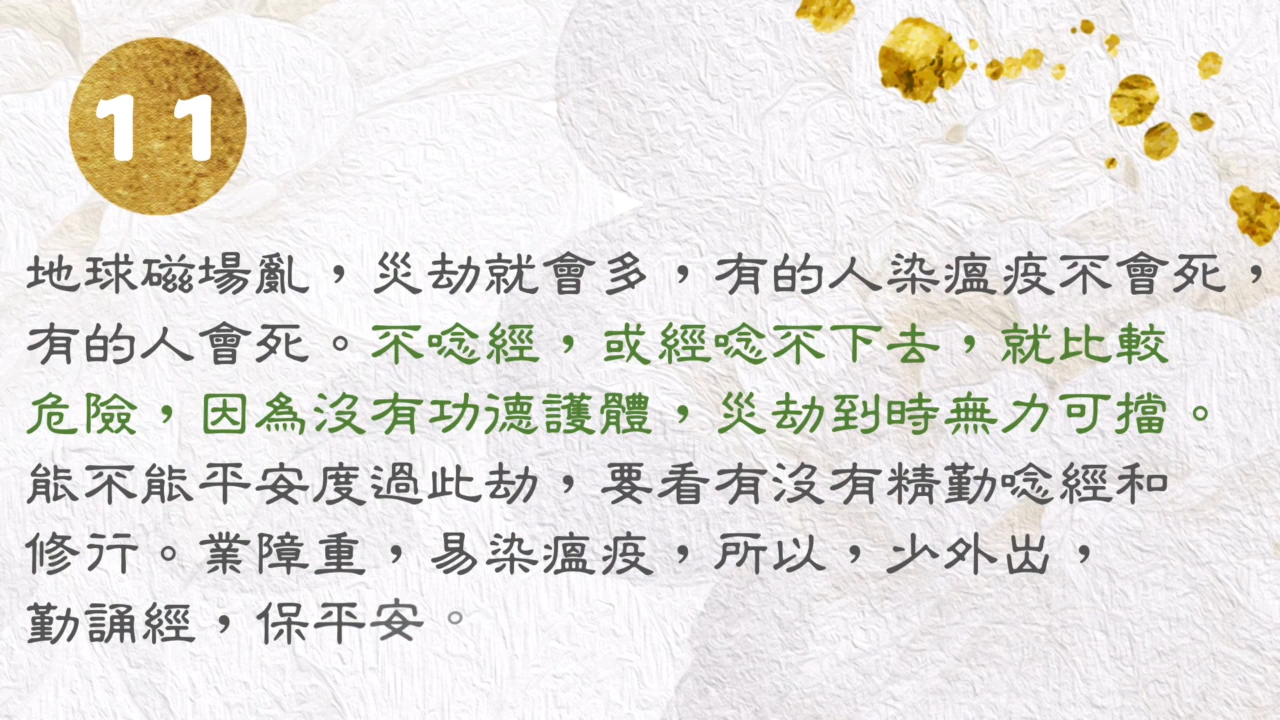 11
地球磁場亂，災劫就會多，有的人染瘟疫不會死，
有的人會死。不唸經，或經唸不下去，就比較
危險，因為沒有功德護體，災劫到時無力可擋。
能不能平安度過此劫，要看有沒有精勤唸經和
修行。業障重，易染瘟疫，所以，少外出，
勤誦經，保平安。